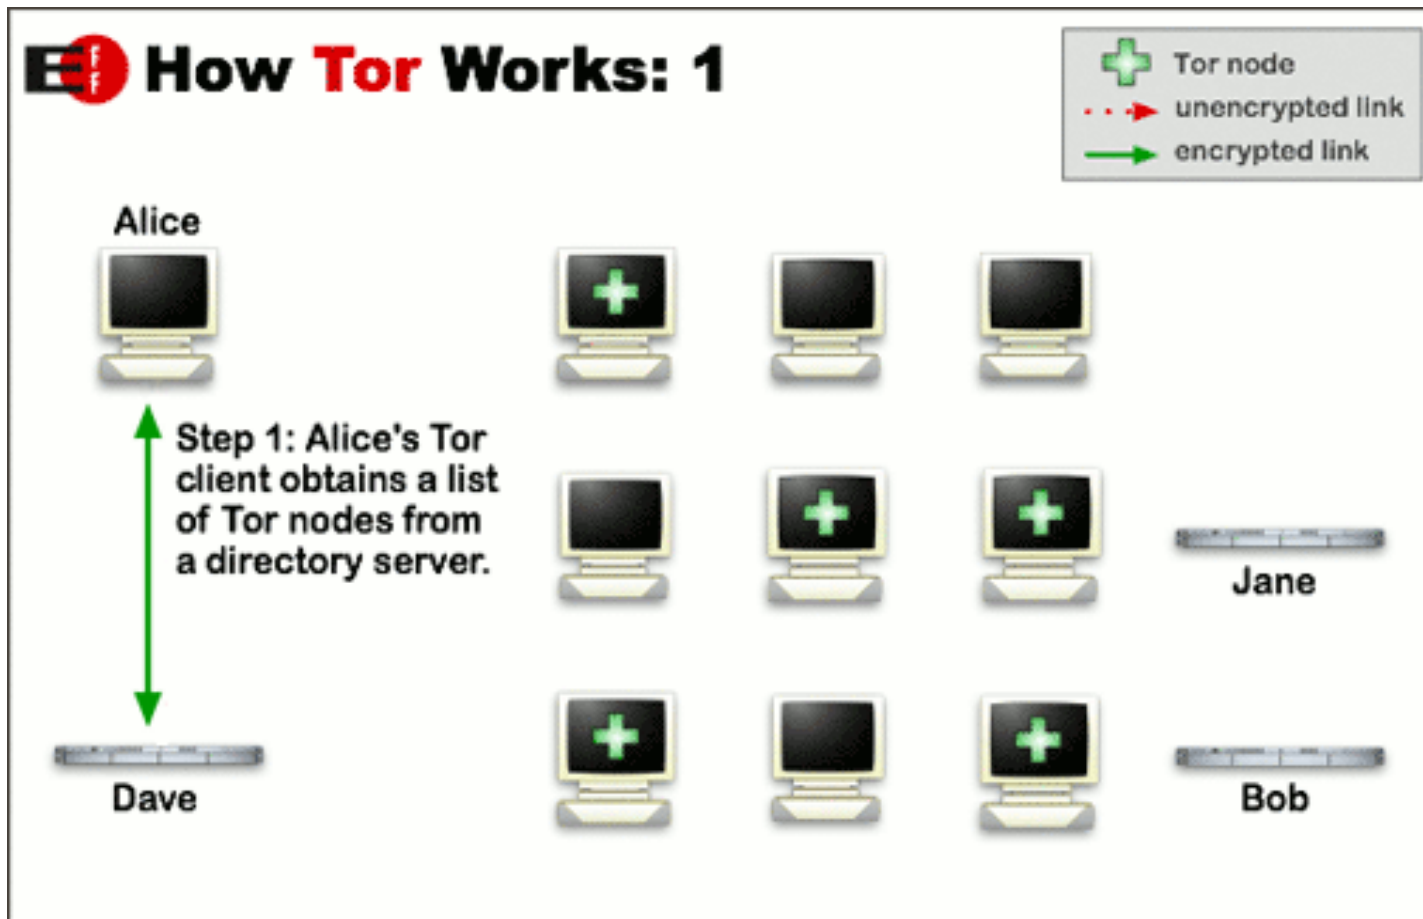 EFF How Tor Works: 1
Tor node
unencrypted link
encrypted link
Alice
Step 1: Alice's Tor
client obtains a list
of Tor nodes from
a directory server.
Jane
Dave
Bob